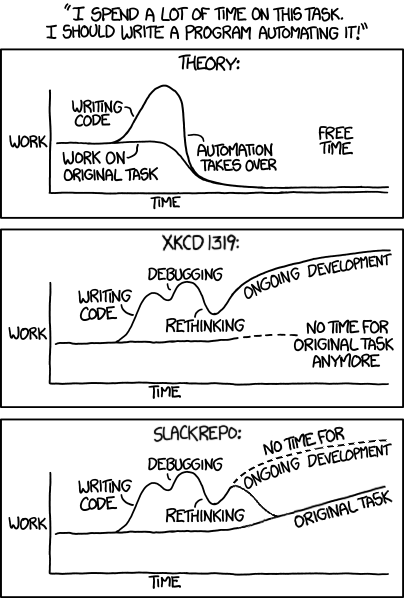 "I SPEND A LOT OF TIME ON THIS TASK.
I SHOULD WRITE A PROGRAM AUTOMATING IT!"
THEORY:
WRITING
CODE
WORK
WORK ON
ORIGINAL TASK
AUTOMATION
TAKES OVER
FREE
TIME
TIME
XKCD 1319:
DEBUGGING
WRITING
CODE
RETHINKING
ONGOING DEVELOPMENT
WORK
NO TIME FOR
ORIGINAL TASK
ANYMORE
TIME
SLACKREPO:
DEBUGGING
WRITING
CODE
RETHINKING
NO TIME FOR
ONGOING DEVELOPMENT
WORK
ORIGINAL TASK
TIME